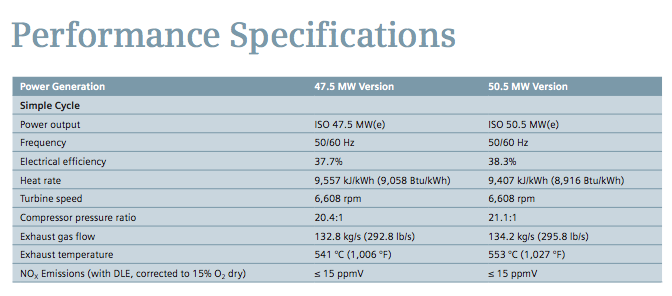 Performance Specifications
Power Generation 47.5 MW Version 50.5 MW Version
Simple Cycle
Power output ISO 47.5 MW(e) ISO 50.5 MW(e)
Frequency 50/60 Hz 50/60 Hz
Electrical efficiency 37.7% 38.3%
Heat rate 9,557 kJ/kWh (9,058 Btu/kWh) 9,407 kJ/kWh (8,916 Btu/kWh)
Turbine speed 6,608 rpm 6,608 rpm
Compressor pressure ratio 20.4:1 21.1:1
Exhaust gas flow 132.8 kg/s (292.8 lb/s) 134.2 kg/s (295.8 lb/s)
Exhaust temperature 541 °C (1,006 °F) 553 °C (1,027 °F)
NOₓ Emissions (with DLE, corrected to 15% O₂ dry) ≤ 15 ppmV ≤ 15 ppmV